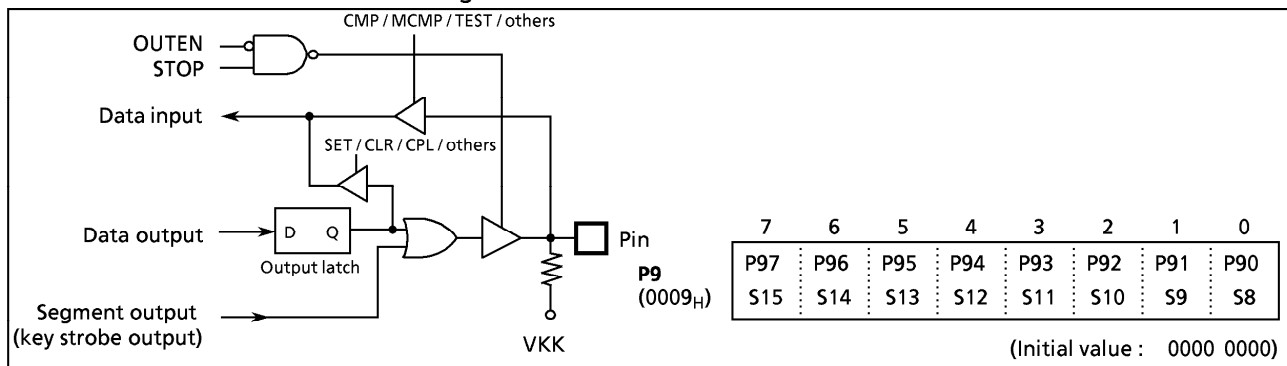 CMP / MCMP / TEST / others
OUTEN
STOP
Data input
SET / CLR / CPL / others
Data output
D Q
Output latch
Pin
Segment output
(key strobe output)
VKK
P9
(0009H)
7 6 5 4 3 2 1 0
P97 P96 P95 P94 P93 P92 P91 P90
S15 S14 S13 S12 S11 S10 S9 S8
(Initial value : 0000 0000)